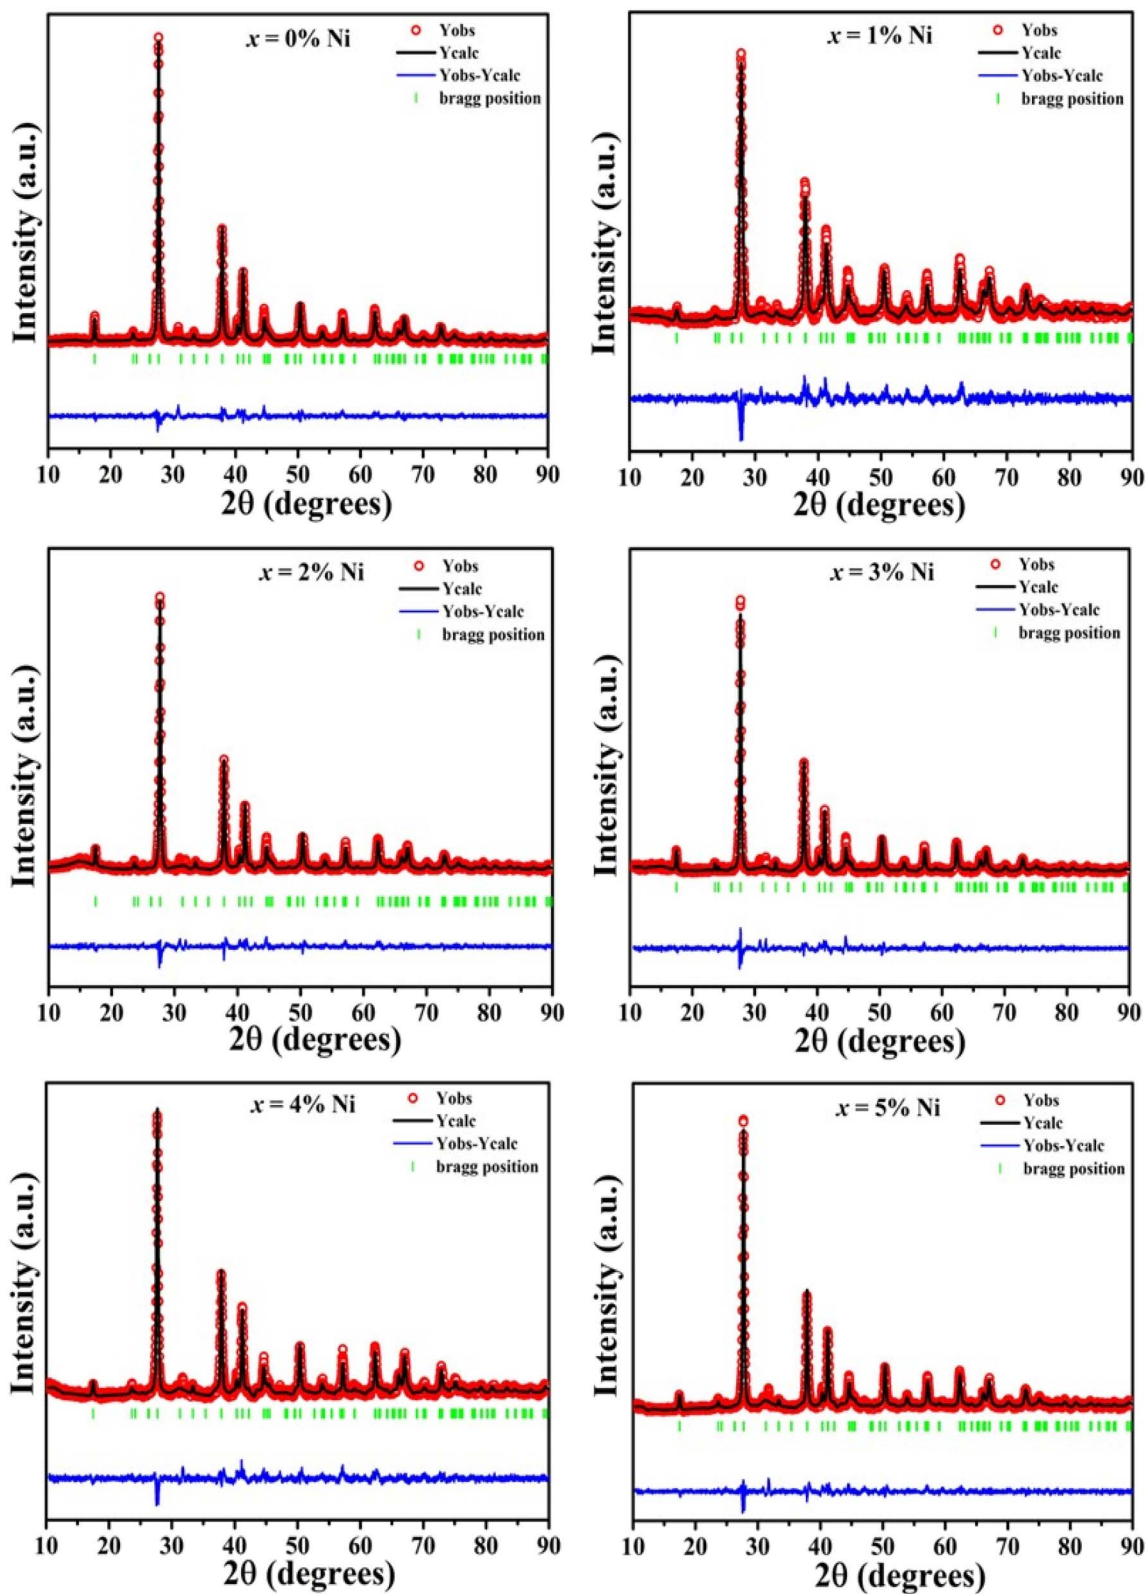 x = 0% Ni
Yobs
Ycalc
Yobs-Ycalc
bragg position
Intensity (a.u.)
10 20 30 40 50 60 70 80 90
2θ (degrees)
x = 1% Ni
Yobs
Ycalc
Yobs-Ycalc
bragg position
Intensity (a.u.)
10 20 30 40 50 60 70 80 90
2θ (degrees)
x = 2% Ni
Yobs
Ycalc
Yobs-Ycalc
bragg position
Intensity (a.u.)
10 20 30 40 50 60 70 80 90
2θ (degrees)
x = 3% Ni
Yobs
Ycalc
Yobs-Ycalc
bragg position
Intensity (a.u.)
10 20 30 40 50 60 70 80 90
2θ (degrees)
x = 4% Ni
Yobs
Ycalc
Yobs-Ycalc
bragg position
Intensity (a.u.)
10 20 30 40 50 60 70 80 90
2θ (degrees)
x = 5% Ni
Yobs
Ycalc
Yobs-Ycalc
bragg position
Intensity (a.u.)
10 20 30 40 50 60 70 80 90
2θ (degrees)